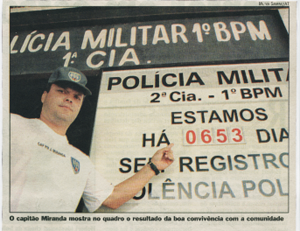 LÍCIA MILITAR 1º BPM
1ª CIA.
POLÍCIA MILITA
2ª Cia. - 1º BPM
ESTAMOS
HÁ 0653 DIA
SEM REGISTRO
OLÊNCIA POL
O capitão Miranda mostra no quadro o resultado da boa convivência com a comunidade